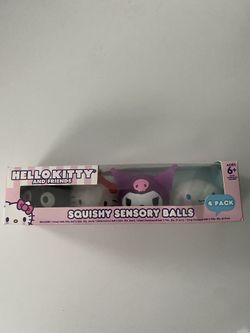 HELLO KITTY
AND FRIENDS
AGES
6+
SQUISHY SENSORY BALLS
4 PACK